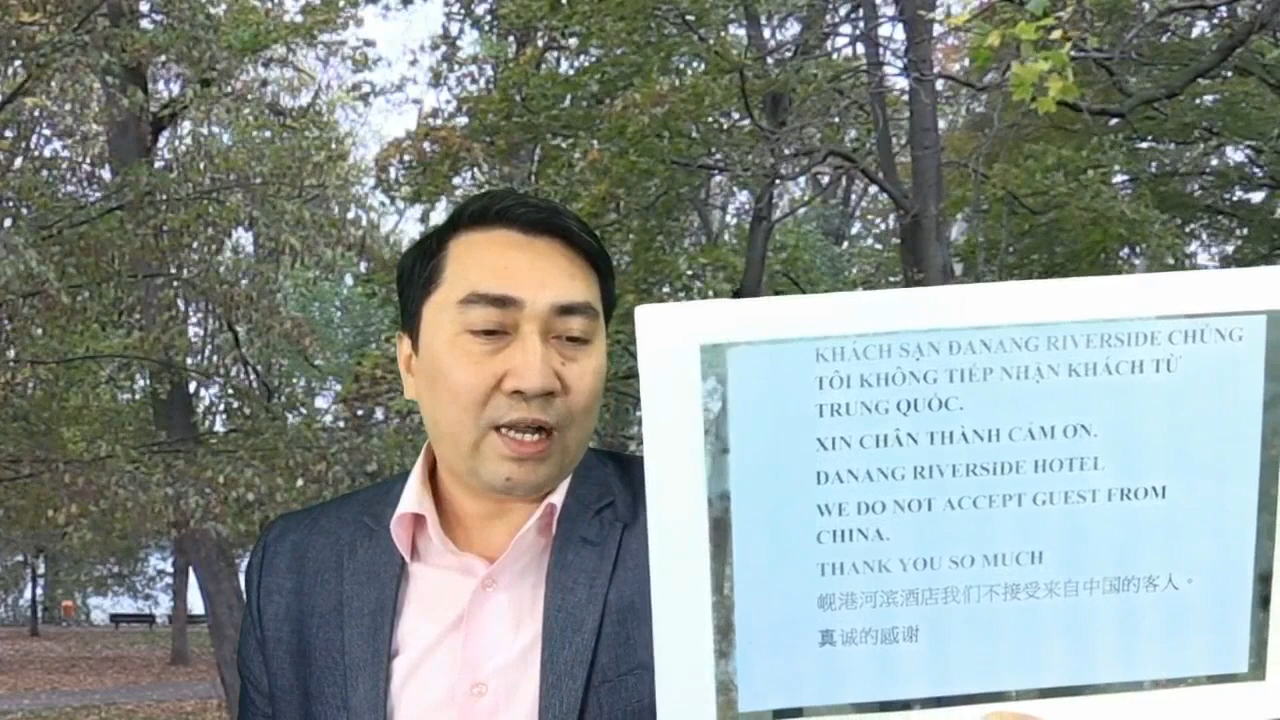 KHÁCH SẠN ĐANANG RIVERSIDE CHÚNG
TÔI KHÔNG TIẾP NHẬN KHÁCH TỪ
TRUNG QUỐC.
XIN CHÂN THÀNH CẢM ƠN.
DANANG RIVERSIDE HOTEL
WE DO NOT ACCEPT GUEST FROM
CHINA.
THANK YOU SO MUCH
岘港河滨酒店我们不接受来自中国的客人。
真诚的感谢